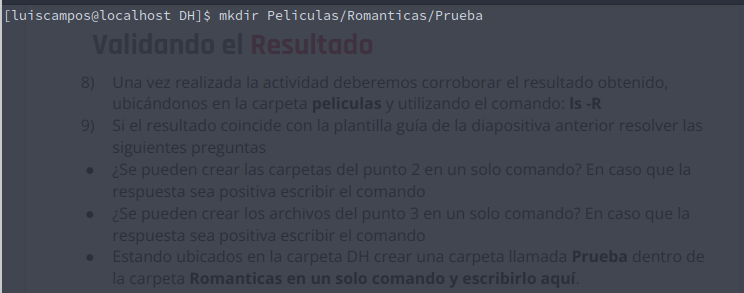 [luiscampos@localhost DH]$ mkdir Peliculas/Romanticas/Prueba
Validando el Resultado
8) Una vez realizada la actividad deberemos corroborar el resultado obtenido,
ubicándonos en la carpeta peliculas y utilizando el comando: ls -R
9) Si el resultado coincide con la plantilla guía de la diapositiva anterior resolver las
siguientes preguntas
● ¿Se pueden crear las carpetas del punto 2 en un solo comando? En caso que la
respuesta sea positiva escribir el comando
● ¿Se pueden crear los archivos del punto 3 en un solo comando? En caso que la
respuesta sea positiva escribir el comando
● Estando ubicados en la carpeta DH crear una carpeta llamada Prueba dentro de
la carpeta Romanticas en un solo comando y escribirlo aquí.